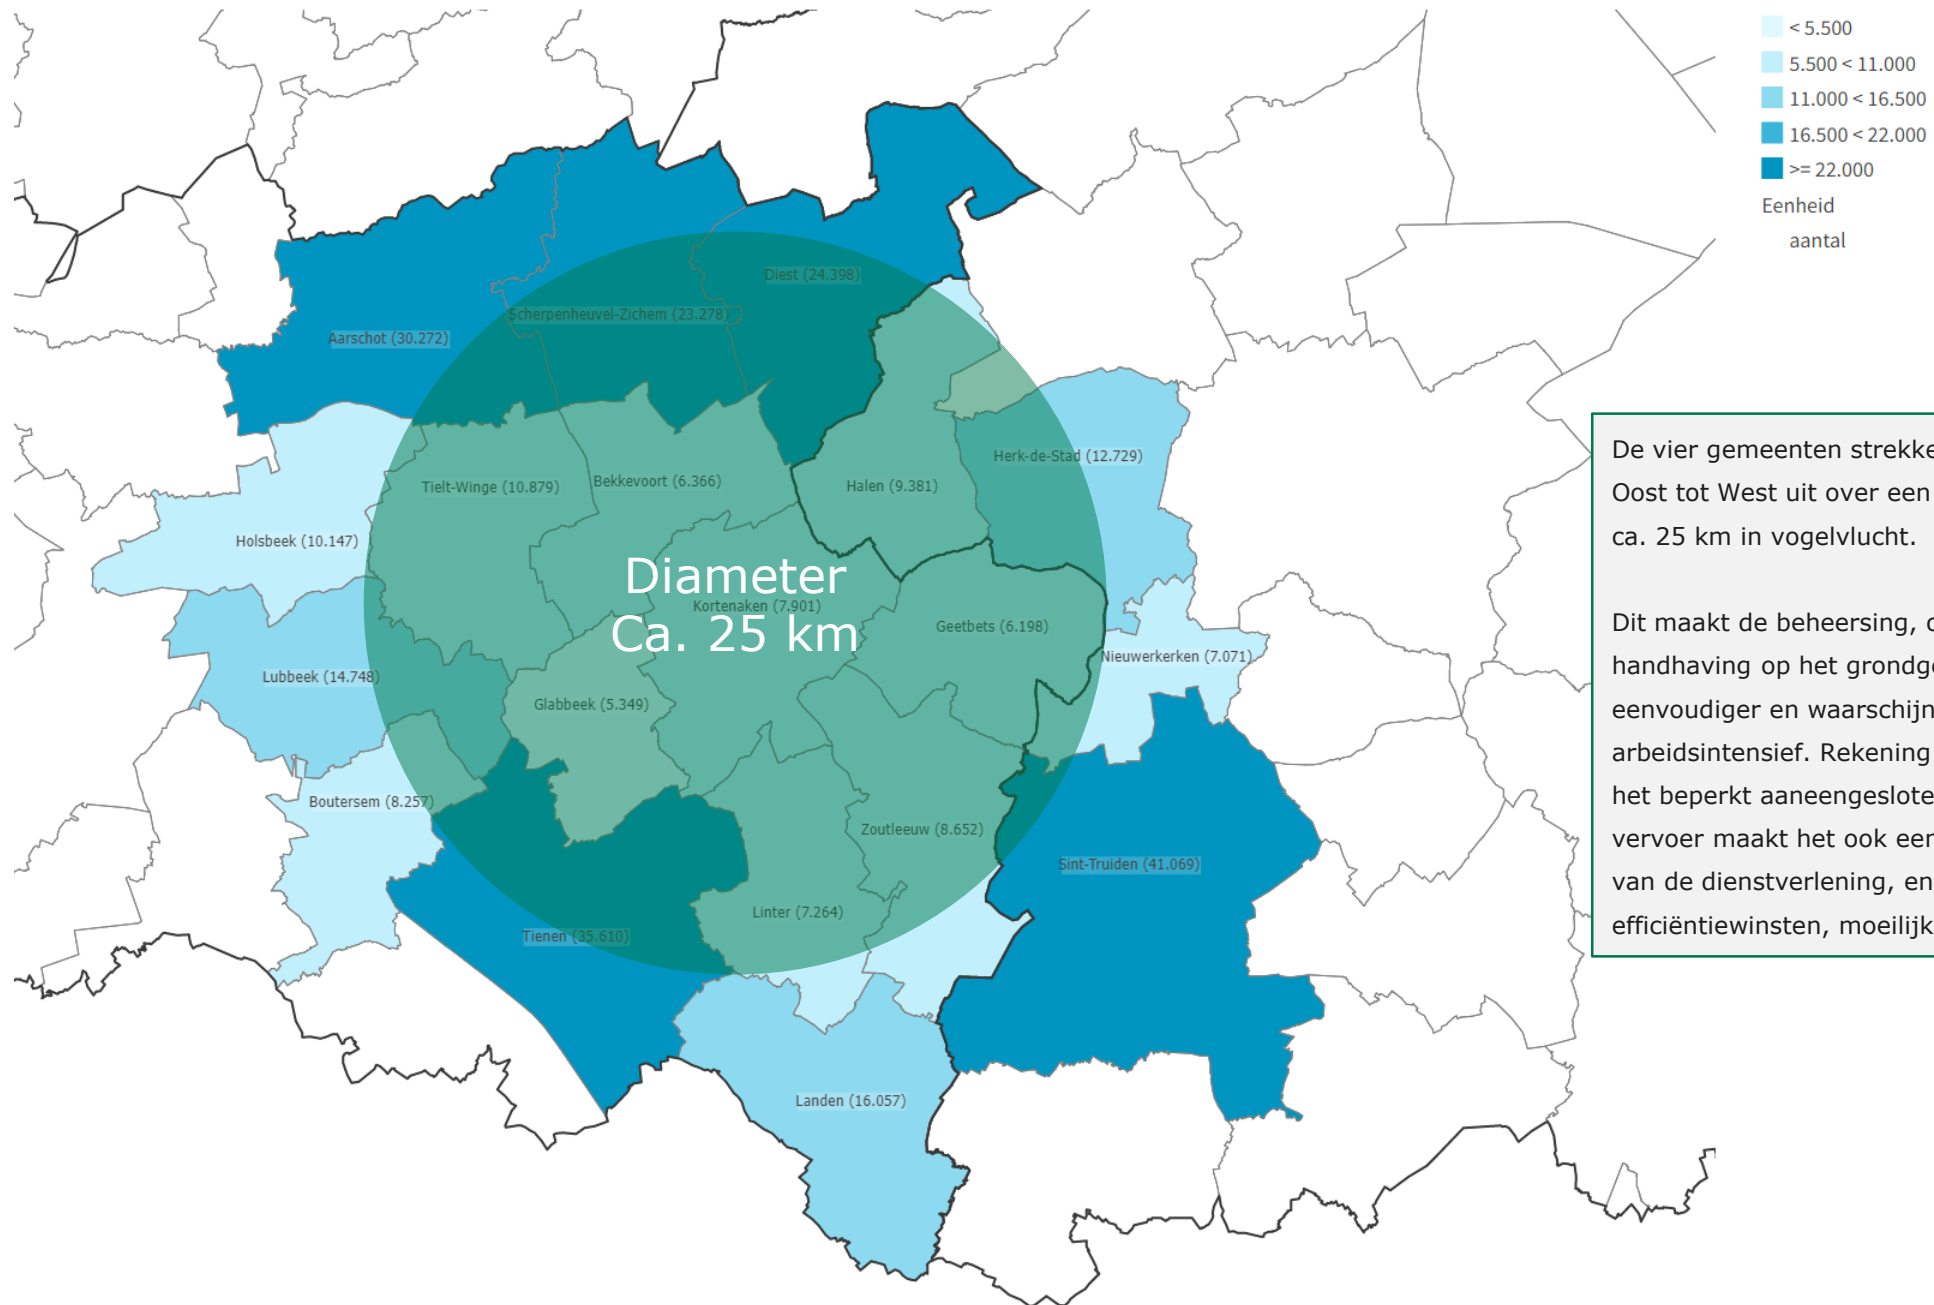 < 5.500
5.500 < 11.000
11.000 < 16.500
16.500 < 22.000
>= 22.000
Eenheid
aantal
Diest (24.398)
Scherpenheuvel-Zichem (23.278)
Aarschot (30.272)
Herk-de-Stad (12.729)
Tielt-Winge (10.879)
Bekkevoort (6.366)
Halen (9.381)
Holsbeek (10.147)
Diameter
Ca. 25 km
Kortenaken (7.901)
Geetbets (6.198)
Nieuwerkerken (7.071)
Lubbeek (14.748)
Glabbeek (5.349)
Boutersem (8.257)
Zoutleeuw (8.652)
Sint-Truiden (41.069)
Linter (7.264)
Tienen (35.610)
Landen (16.057)
De vier gemeenten strekke
Oost tot West uit over een
ca. 25 km in vogelvlucht.
Dit maakt de beheersing,
handhaving op het grondge
eenvoudiger en waarschijn
arbeidsintensief. Rekening
het beperkt aaneengeslote
vervoer maakt het ook een
van de dienstverlening, en
efficiëntiewinsten, moeilijk